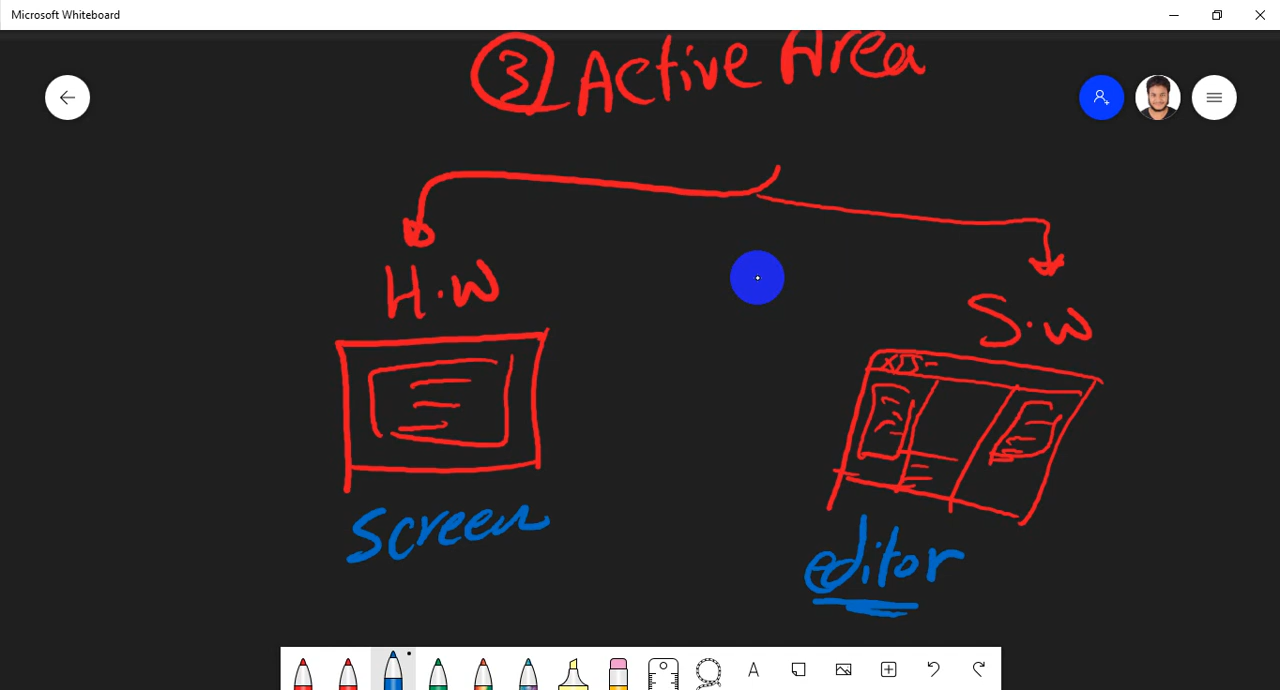 Microsoft Whiteboard
③ Active Area
H.W
S.W
screen
editor
A